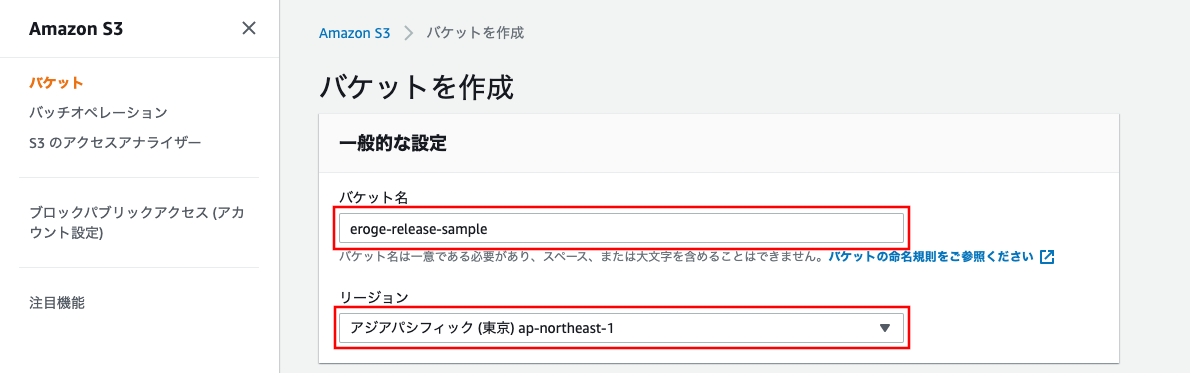 Amazon S3
バケット
バッチオペレーション
S3 のアクセスアナライザー
ブロックパブリックアクセス (アカ
ウント設定)
注目機能
Amazon S3 > バケットを作成
バケットを作成
一般的な設定
バケット名
eroge-release-sample
バケット名は一意である必要があり、スペース、または大文字を含めることはできません。バケットの命名規則をご参照ください
リージョン
アジアパシフィック (東京) ap-northeast-1